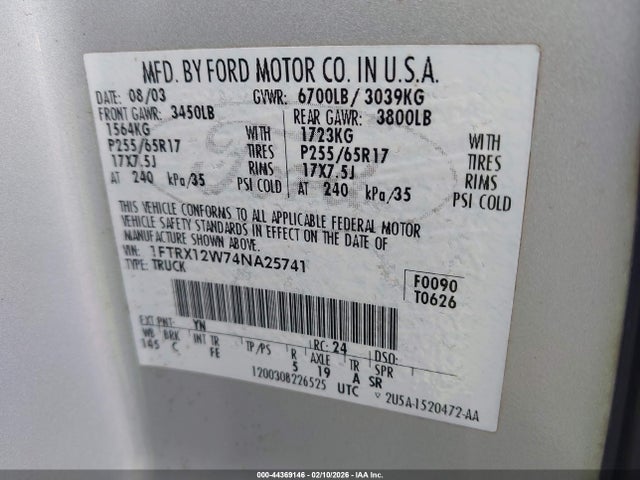 MFD. BY FORD MOTOR CO. IN U.S.A.
DATE: 08/03 GVWR: 6700LB/ 3039KG
FRONT GAWR: 3450LB REAR GAWR: 3800LB
1564KG WITH 1723KG WITH
P255/65R17 TIRES P255/65R17 TIRES
17X7.5J RIMS 17X7.5J RIMS
AT 240 kPa/35 PSI COLD AT 240 kPa/35 PSI COLD
THIS VEHICLE CONFORMS TO ALL APPLICABLE FEDERAL MOTOR
VEHICLE SAFETY STANDARDS IN EFFECT ON THE DATE OF
MANUFACTURE SHOWN ABOVE.
VIN: 1FTRX12W74NA25741
TYPE: TRUCK
F0090
T0626
EXT PNT: YN RC: 24 DSO:
WB BRK INT TR TP/PS R AXLE TR SPR
145 C FE 5 19 A SR
1200308226525 UTC 2U5A-1520472-AA
000-44369146 - 02/10/2026 - IAA Inc.